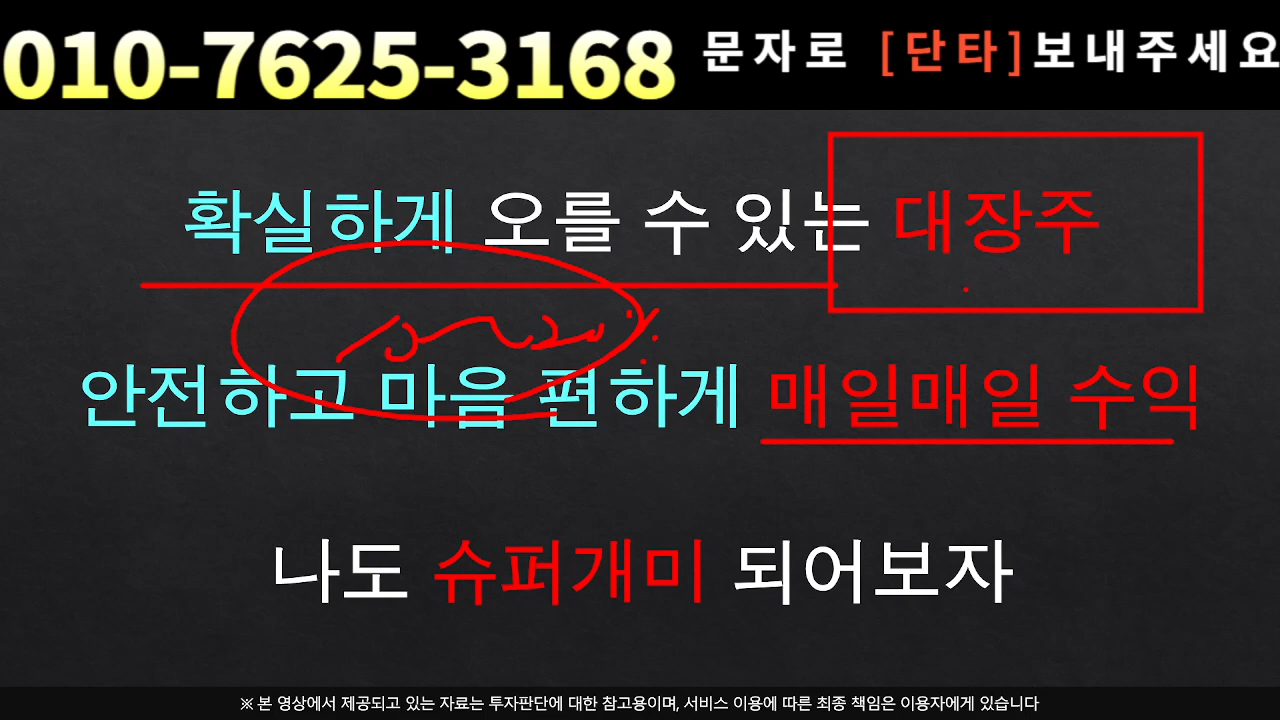 010-7625-3168 문자로 [단타]보내주세요
확실하게 오를 수 있는 대장주
안전하고 마음 편하게 매일매일 수익
나도 슈퍼개미 되어보자
※ 본 영상에서 제공되고 있는 자료는 투자판단에 대한 참고용이며, 서비스 이용에 따른 최종 책임은 이용자에게 있습니다